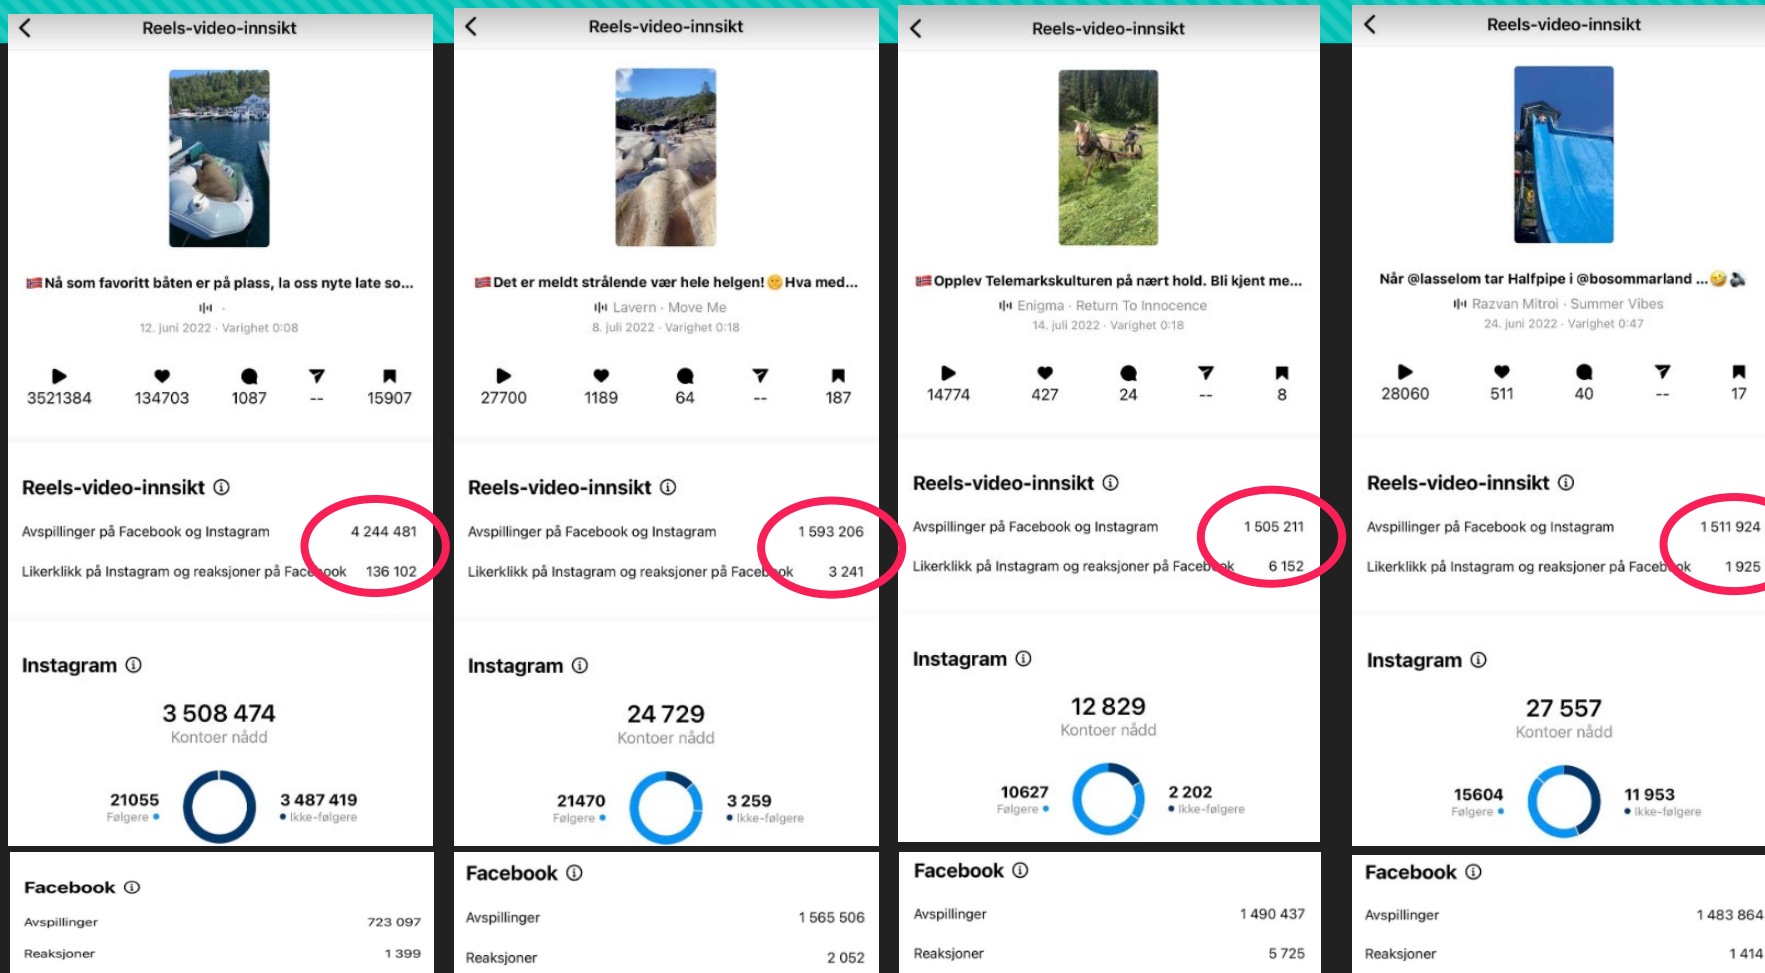 Reels-video-innsikt
🇳🇴Nå som favoritt båten er på plass, la oss nyte late so...
·
12. juni 2022 · Varighet 0:08
3521384 134703 1087 -- 15907
Reels-video-innsikt
Avspillinger på Facebook og Instagram 4 244 481
Likerklikk på Instagram og reaksjoner på Facebook 136 102
Instagram
3 508 474
Kontoer nådd
21055 3 487 419
Følgere Ikke-følgere
Facebook
Avspillinger 723 097
Reaksjoner 1 399
Reels-video-innsikt
🇳🇴Det er meldt strålende vær hele helgen!🌞Hva med...
Lavern · Move Me
8. juli 2022 · Varighet 0:18
27700 1189 64 -- 187
Reels-video-innsikt
Avspillinger på Facebook og Instagram 1 593 206
Likerklikk på Instagram og reaksjoner på Facebook 3 241
Instagram
24 729
Kontoer nådd
21470 3 259
Følgere Ikke-følgere
Facebook
Avspillinger 1 565 506
Reaksjoner 2 052
Reels-video-innsikt
🇳🇴Opplev Telemarkskulturen på nært hold. Bli kjent me...
Enigma · Return To Innocence
14. juli 2022 · Varighet 0:18
14774 427 24 -- 8
Reels-video-innsikt
Avspillinger på Facebook og Instagram 1 505 211
Likerklikk på Instagram og reaksjoner på Facebook 6 152
Instagram
12 829
Kontoer nådd
10627 2 202
Følgere Ikke-følgere
Facebook
Avspillinger 1 490 437
Reaksjoner 5 725
Reels-video-innsikt
Når @lasselom tar Halfpipe i @bosommarland ...🤣🔊
Razvan Mitroi · Summer Vibes
24. juni 2022 · Varighet 0:47
28060 511 40 -- 17
Reels-video-innsikt
Avspillinger på Facebook og Instagram 1 511 924
Likerklikk på Instagram og reaksjoner på Facebook 1 925
Instagram
27 557
Kontoer nådd
15604 11 953
Følgere Ikke-følgere
Facebook
Avspillinger 1 483 864
Reaksjoner 1 414